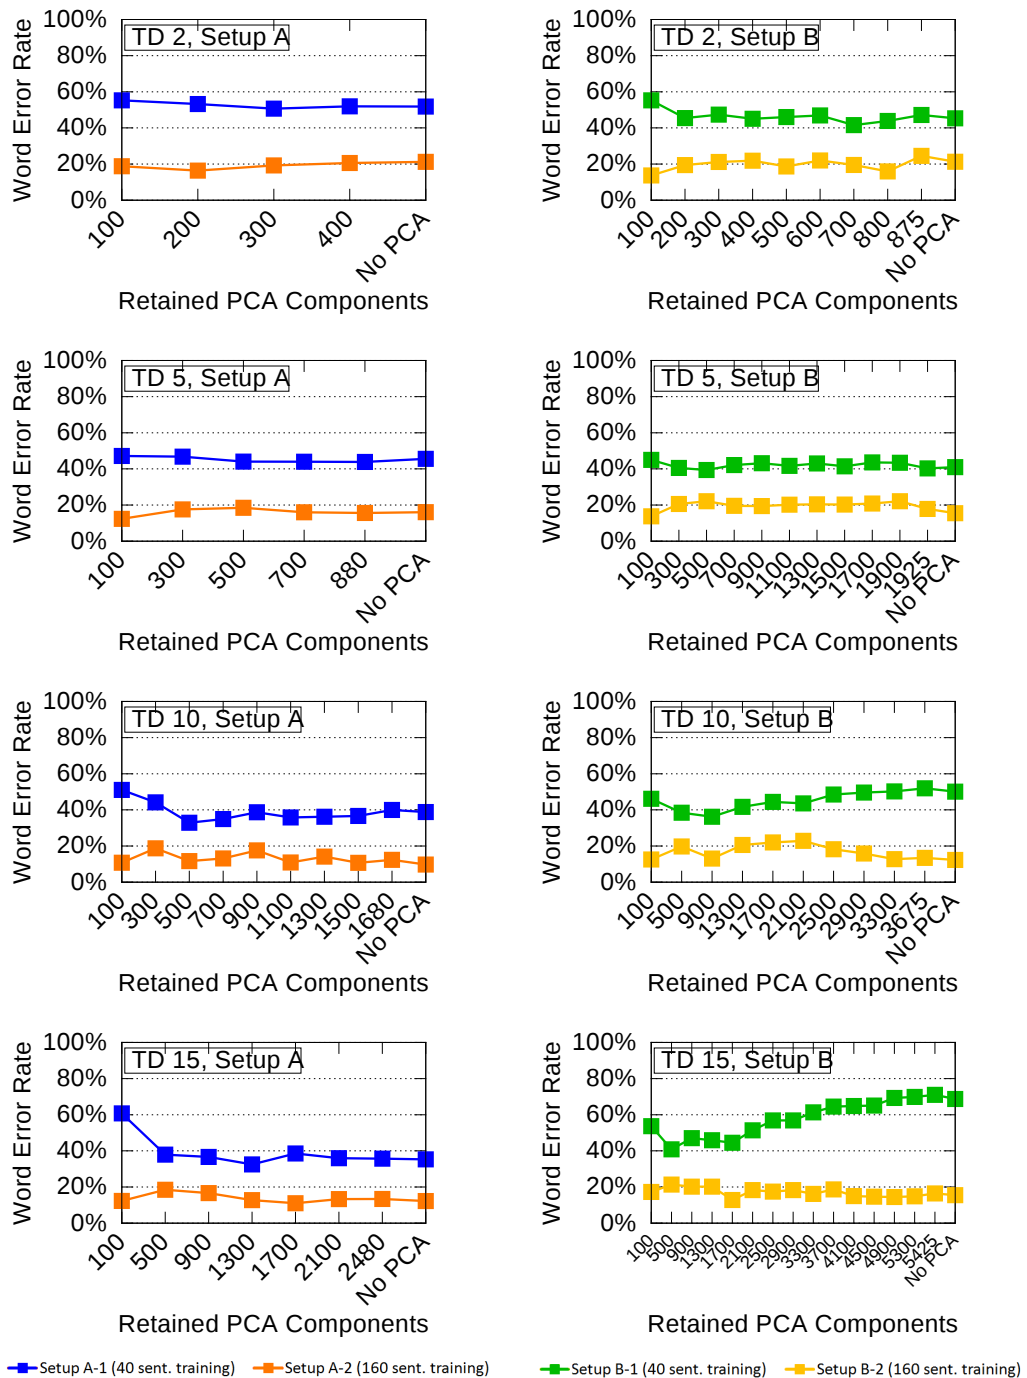 100%
80%
60%
40%
20%
0%
Word Error Rate
TD 2, Setup A
100 200 300 400 No PCA
Retained PCA Components
100%
80%
60%
40%
20%
0%
Word Error Rate
TD 2, Setup B
100 200 300 400 500 600 700 800 875 No PCA
Retained PCA Components
100%
80%
60%
40%
20%
0%
Word Error Rate
TD 5, Setup A
100 300 500 700 880 No PCA
Retained PCA Components
100%
80%
60%
40%
20%
0%
Word Error Rate
TD 5, Setup B
100 300 500 700 900 1100 1300 1500 1700 1900 1925 No PCA
Retained PCA Components
100%
80%
60%
40%
20%
0%
Word Error Rate
TD 10, Setup A
100 300 500 700 900 1100 1300 1500 1680 No PCA
Retained PCA Components
100%
80%
60%
40%
20%
0%
Word Error Rate
TD 10, Setup B
100 500 900 1300 1700 2100 2500 2900 3300 3675 No PCA
Retained PCA Components
100%
80%
60%
40%
20%
0%
Word Error Rate
TD 15, Setup A
100 500 900 1300 1700 2100 2480 No PCA
Retained PCA Components
100%
80%
60%
40%
20%
0%
Word Error Rate
TD 15, Setup B
100 500 900 1300 1700 2100 2500 2900 3300 3700 4100 4500 4900 5300 5425 No PCA
Retained PCA Components
Setup A-1 (40 sent. training) Setup A-2 (160 sent. training) Setup B-1 (40 sent. training) Setup B-2 (160 sent. training)